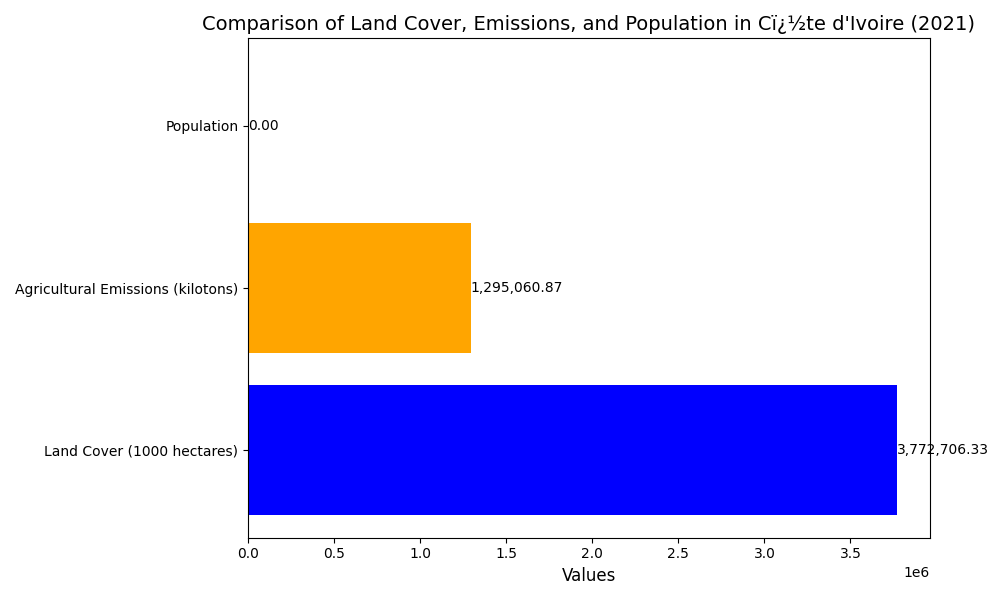 Comparison of Land Cover, Emissions, and Population in Cï¿½te d'Ivoire (2021)
Population
0.00
Agricultural Emissions (kilotons)
1,295,060.87
Land Cover (1000 hectares)
3,772,706.33
0.0 0.5 1.0 1.5 2.0 2.5 3.0 3.5
1e6
Values